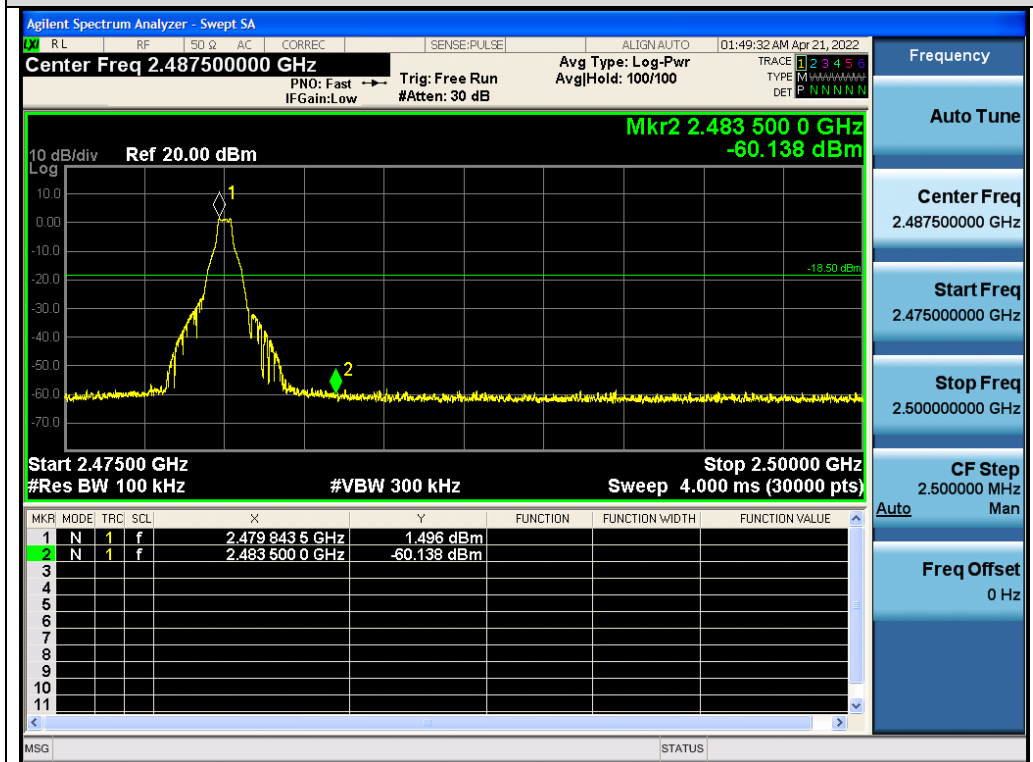 Agilent Spectrum Analyzer - Swept SA
LXI RL RF 50 Ω AC CORREC SENSE:PULSE ALIGN AUTO 01:49:32 AM Apr 21, 2022
Center Freq 2.487500000 GHz
PNO: Fast
IFGain:Low
Trig: Free Run
#Atten: 30 dB
Avg Type: Log-Pwr
Avg|Hold: 100/100
TRACE 1 2 3 4 5 6
TYPE M
DET P N N N N N
Mkr2 2.483 500 0 GHz
-60.138 dBm
10 dB/div Ref 20.00 dBm
Log
10.0
0.00
-10.0
-20.0
-30.0
-40.0
-50.0
-60.0
-70.0
1
-18.50 dBm
2
Start 2.47500 GHz Stop 2.50000 GHz
#Res BW 100 kHz #VBW 300 kHz Sweep 4.000 ms (30000 pts)
MKR MODE TRC SCL X Y FUNCTION FUNCTION WIDTH FUNCTION VALUE
1 N 1 f 2.479 843 5 GHz 1.496 dBm
2 N 1 f 2.483 500 0 GHz -60.138 dBm
3
4
5
6
7
8
9
10
11
MSG STATUS
Frequency
Auto Tune
Center Freq
2.487500000 GHz
Start Freq
2.475000000 GHz
Stop Freq
2.500000000 GHz
CF Step
2.500000 MHz
Auto Man
Freq Offset
0 Hz